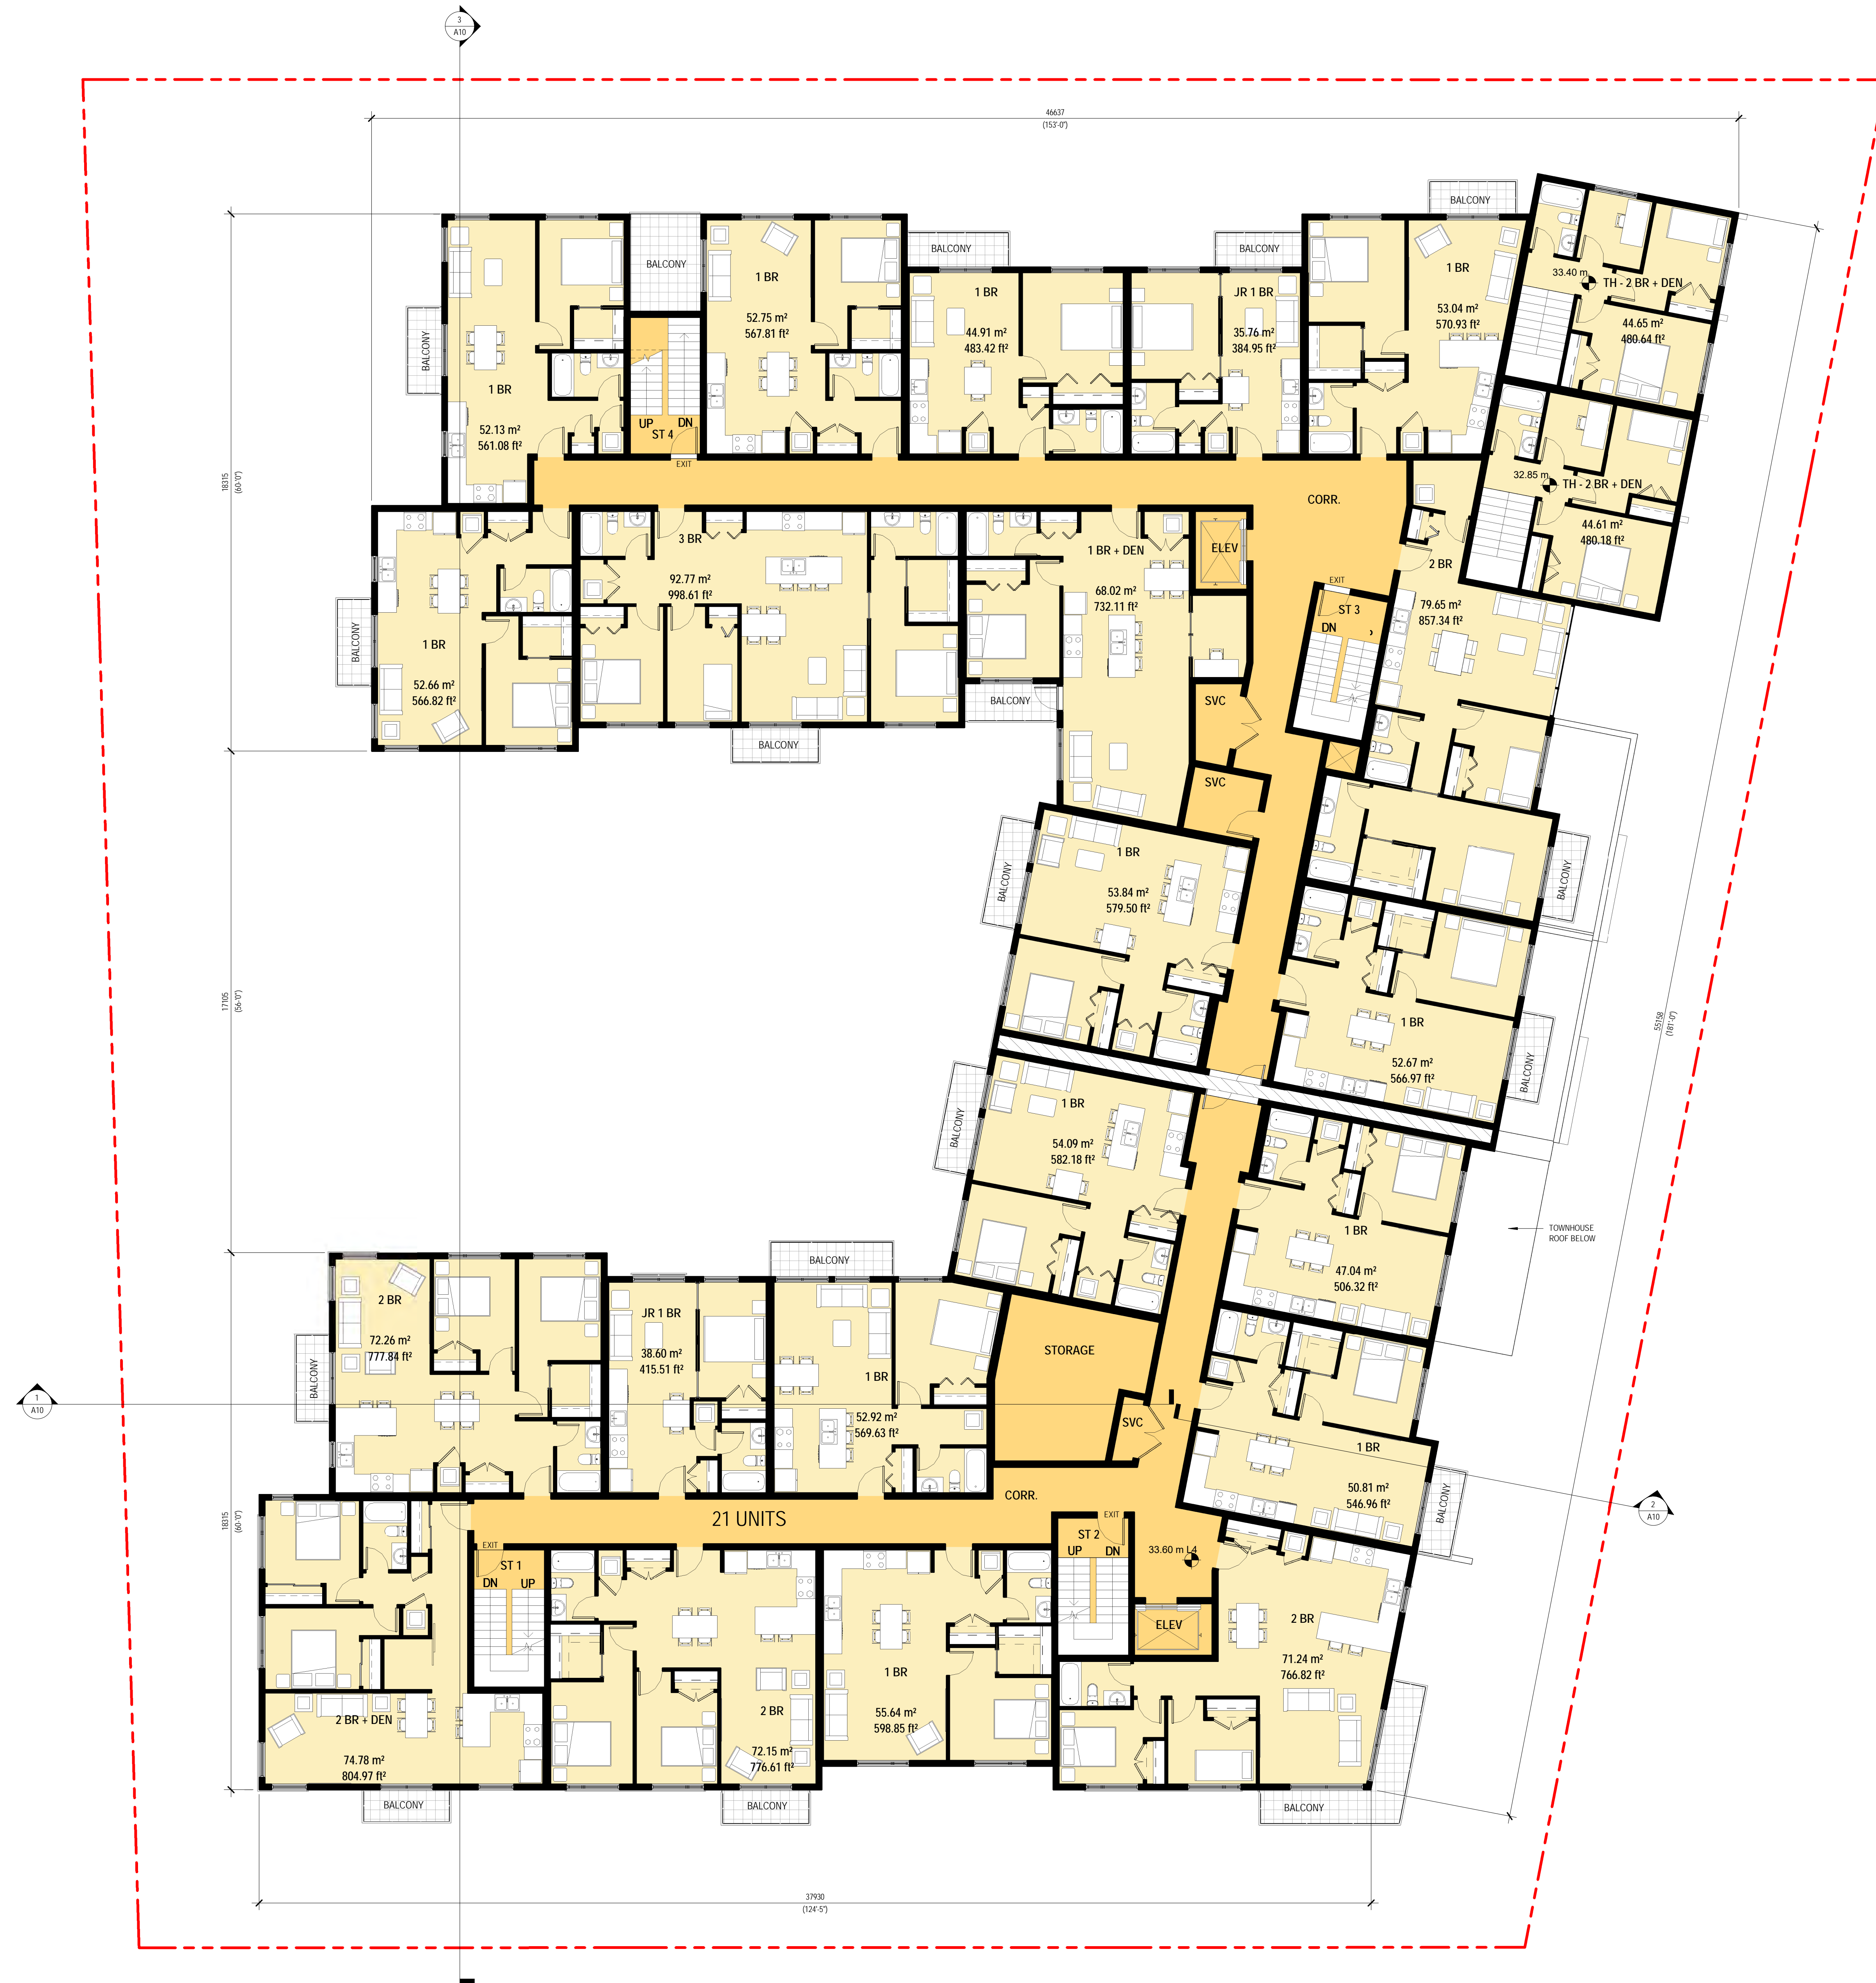 3
A10
46637
(153'-0")
BALCONY
33.40 m
TH - 2 BR + DEN
44.65 m²
480.64 ft²
BALCONY
1 BR
52.13 m²
561.08 ft²
BALCONY
UP
DN
ST 4
EXIT
1 BR
52.75 m²
567.81 ft²
BALCONY
1 BR
44.91 m²
483.42 ft²
BALCONY
JR 1 BR
35.76 m²
384.95 ft²
1 BR
53.04 m²
570.93 ft²
32.85 m
TH - 2 BR + DEN
44.61 m²
480.18 ft²
18315
(60'-0")
CORR.
BALCONY
1 BR
52.66 m²
566.82 ft²
3 BR
92.77 m²
998.61 ft²
BALCONY
1 BR + DEN
68.02 m²
732.11 ft²
BALCONY
ELEV
EXIT
ST 3
DN
2 BR
79.65 m²
857.34 ft²
SVC
SVC
BALCONY
BALCONY
1 BR
53.84 m²
579.50 ft²
17105
(56'-0")
1 BR
52.67 m²
566.97 ft²
BALCONY
55158
(181'-0")
BALCONY
1 BR
54.09 m²
582.18 ft²
1 BR
47.04 m²
506.32 ft²
TOWNHOUSE
ROOF BELOW
BALCONY
2 BR
72.26 m²
777.84 ft²
JR 1 BR
38.60 m²
415.51 ft²
BALCONY
1 BR
52.92 m²
569.63 ft²
STORAGE
SVC
1
A10
1 BR
50.81 m²
546.96 ft²
BALCONY
2
A10
18315
(60'-0")
21 UNITS
CORR.
EXIT
ST 1
DN
UP
EXIT
ST 2
UP
DN
33.60 m L4
ELEV
2 BR + DEN
74.78 m²
804.97 ft²
BALCONY
2 BR
72.15 m²
776.61 ft²
BALCONY
1 BR
55.64 m²
598.85 ft²
2 BR
71.24 m²
766.82 ft²
BALCONY
37930
(124'-5")